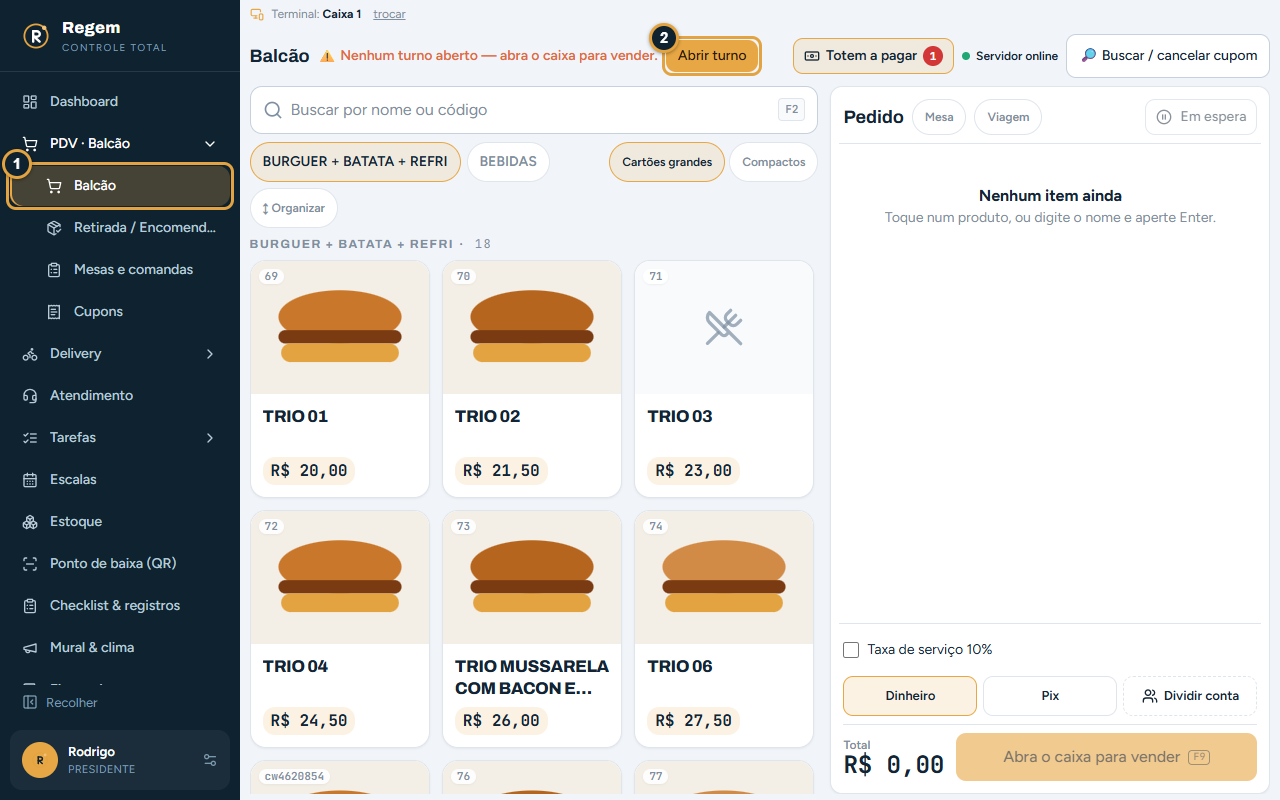 Regem
CONTROLE TOTAL
Dashboard
PDV · Balcão
1
Balcão
Retirada / Encomend...
Mesas e comandas
Cupons
Delivery
Atendimento
Tarefas
Escalas
Estoque
Ponto de baixa (QR)
Checklist & registros
Mural & clima
Recolher
R
Rodrigo
PRESIDENTE
Terminal: Caixa 1 trocar
Balcão
Nenhum turno aberto — abra o caixa para vender.
2
Abrir turno
Totem a pagar 1
Servidor online
Buscar / cancelar cupom
Buscar por nome ou código F2
BURGUER + BATATA + REFRI
BEBIDAS
Cartões grandes
Compactos
Organizar
BURGUER + BATATA + REFRI · 18
69
TRIO 01
R$ 20,00
70
TRIO 02
R$ 21,50
71
TRIO 03
R$ 23,00
72
TRIO 04
R$ 24,50
73
TRIO MUSSARELA
COM BACON E...
R$ 26,00
74
TRIO 06
R$ 27,50
cw4620854
76
77
Pedido
Mesa
Viagem
Em espera
Nenhum item ainda
Toque num produto, ou digite o nome e aperte Enter.
Taxa de serviço 10%
Dinheiro
Pix
Dividir conta
Total
R$ 0,00
Abra o caixa para vender F9